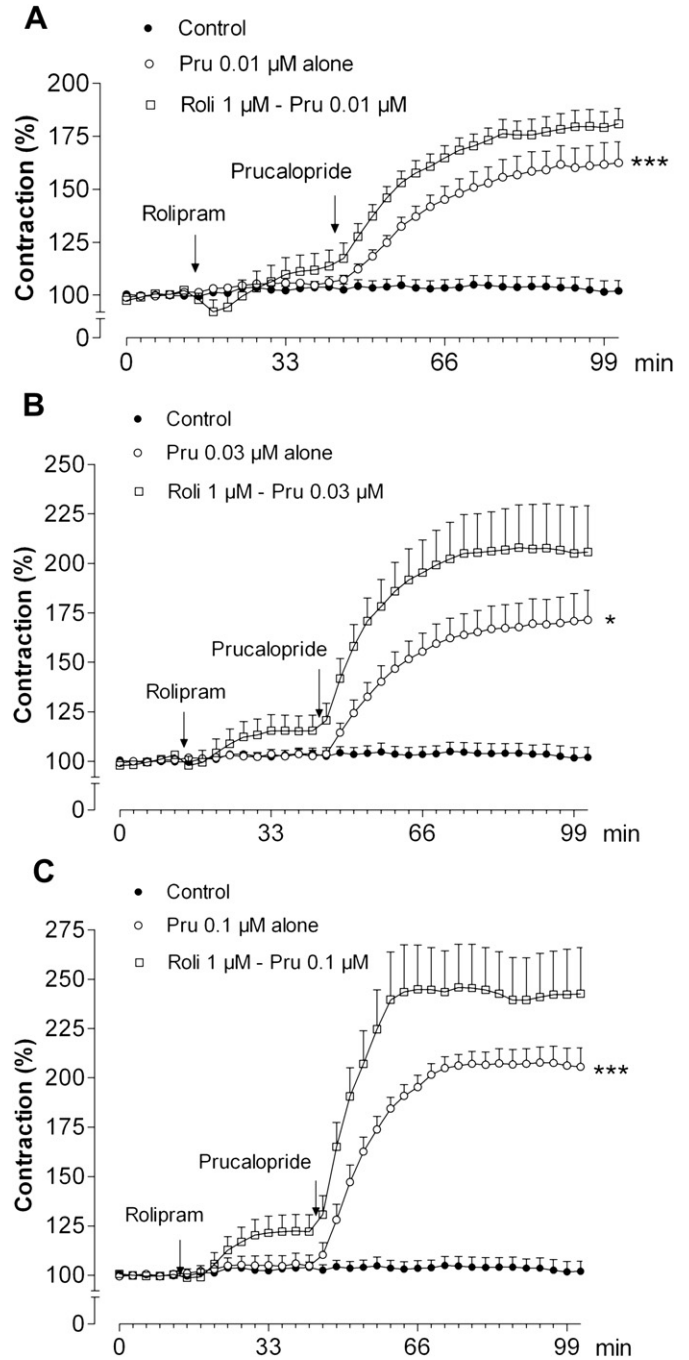 A
Control
Pru 0.01 µM alone
Roli 1 µM - Pru 0.01 µM
Contraction (%)
200
175
150
125
100
0
Rolipram
Prucalopride
***
0 33 66 99 min
B
Control
Pru 0.03 µM alone
Roli 1 µM - Pru 0.03 µM
Contraction (%)
250
225
200
175
150
125
100
0
Rolipram
Prucalopride
*
0 33 66 99 min
C
Control
Pru 0.1 µM alone
Roli 1 µM - Pru 0.1 µM
Contraction (%)
275
250
225
200
175
150
125
100
0
Rolipram
Prucalopride
***
0 33 66 99 min